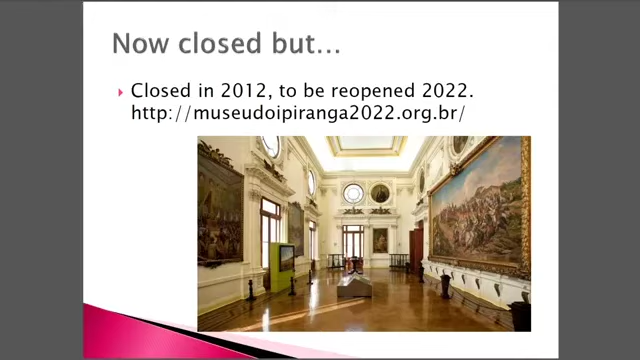 Now closed but…
Closed in 2012, to be reopened 2022.
http://museudoipiranga2022.org.br/